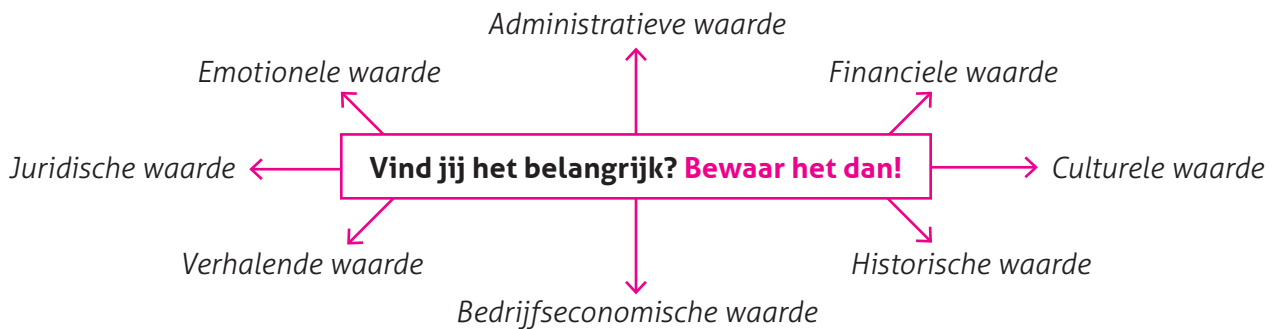 Administratieve waarde
Emotionele waarde
Financiele waarde
Juridische waarde
Vind jij het belangrijk? Bewaar het dan!
Culturele waarde
Verhalende waarde
Historische waarde
Bedrijfseconomische waarde